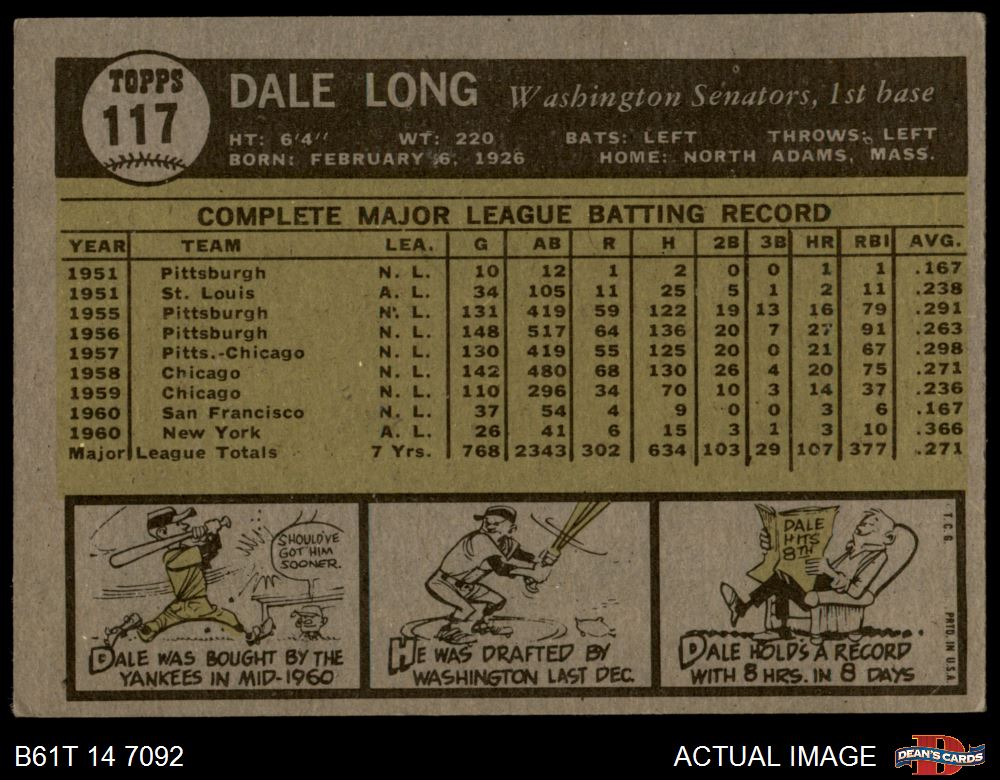 TOPPS
117
DALE LONG Washington Senators, 1st base
HT: 6'4" WT: 220 BATS: LEFT THROWS: LEFT
BORN: FEBRUARY 6, 1926 HOME: NORTH ADAMS, MASS.
COMPLETE MAJOR LEAGUE BATTING RECORD
YEAR TEAM LEA. G AB R H 2B 3B HR RBI AVG.
1951 Pittsburgh N. L. 10 12 1 2 0 0 1 1 .167
1951 St. Louis A. L. 34 105 11 25 5 1 2 11 .238
1955 Pittsburgh N. L. 131 419 59 122 19 13 16 79 .291
1956 Pittsburgh N. L. 148 517 64 136 20 7 27 91 .263
1957 Pitts.-Chicago N. L. 130 419 55 125 20 0 21 67 .298
1958 Chicago N. L. 142 480 68 130 26 4 20 75 .271
1959 Chicago N. L. 110 296 34 70 10 3 14 37 .236
1960 San Francisco N. L. 37 54 4 9 0 0 3 6 .167
1960 New York A. L. 26 41 6 15 3 1 3 10 .366
Major League Totals 7 Yrs. 768 2343 302 634 103 29 107 377 .271
SHOULD'VE
GOT HIM
SOONER.
DALE WAS BOUGHT BY THE
YANKEES IN MID-1960
HE WAS DRAFTED BY
WASHINGTON LAST DEC.
DALE
HITS
8TH
DALE HOLDS A RECORD
WITH 8 HRS. IN 8 DAYS
T.C.G.
PRTD. IN U.S.A.
B61T 14 7092
ACTUAL IMAGE
DEAN'S CARDS